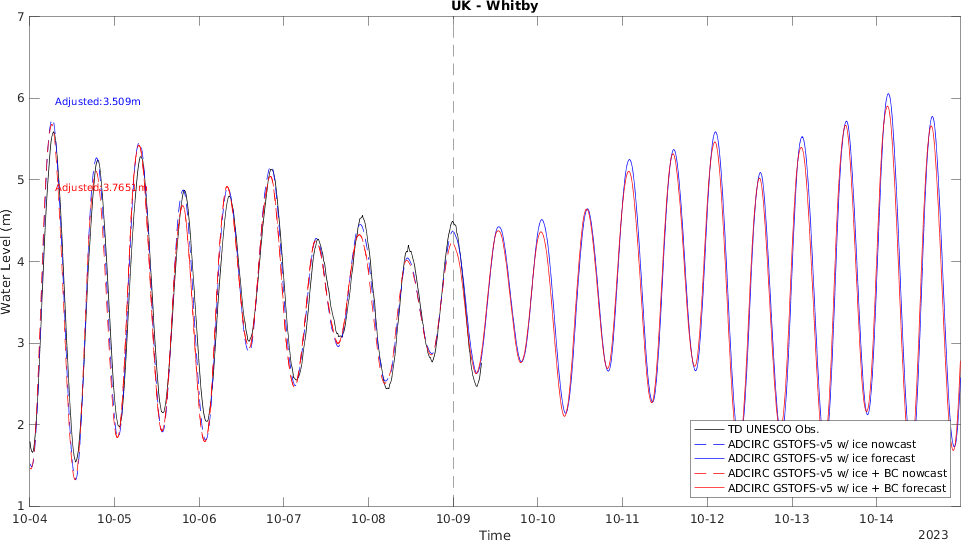 UK - Whitby
7
6
5
4
3
2
1
Water Level (m)
Adjusted:3.509m
Adjusted:3.7651m
TD UNESCO Obs.
ADCIRC GSTOFS-v5 w/ ice nowcast
ADCIRC GSTOFS-v5 w/ ice forecast
ADCIRC GSTOFS-v5 w/ ice + BC nowcast
ADCIRC GSTOFS-v5 w/ ice + BC forecast
10-04 10-05 10-06 10-07 10-08 10-09 10-10 10-11 10-12 10-13 10-14
Time
2023